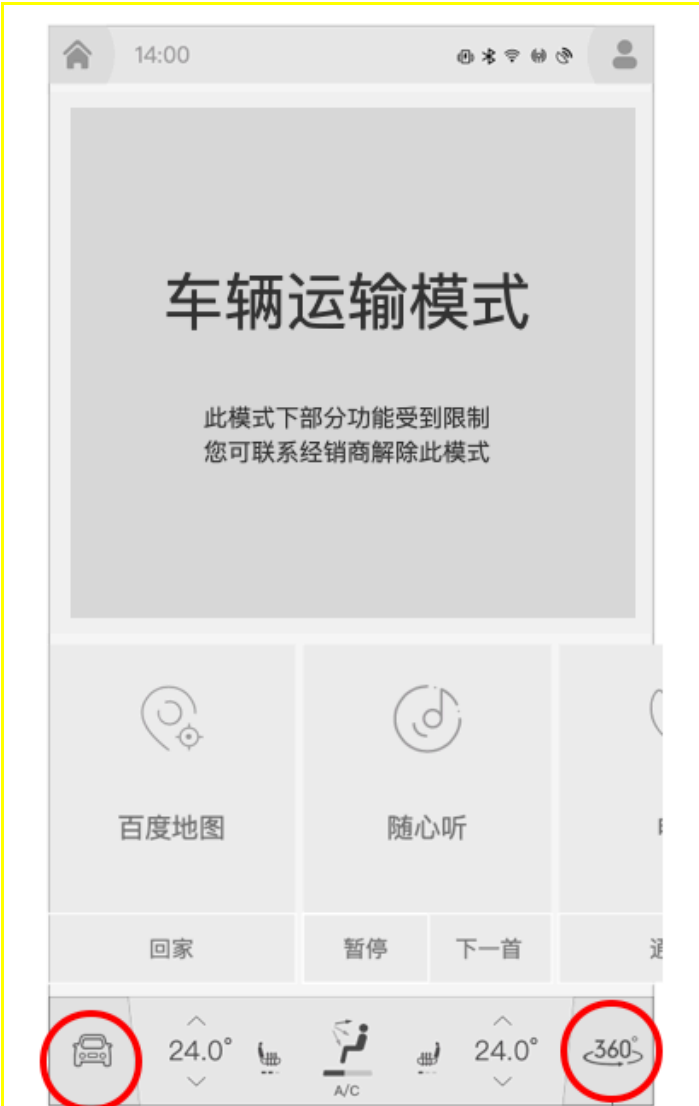 14:00
车辆运输模式
此模式下部分功能受到限制
您可联系经销商解除此模式
百度地图
随心听
回家
暂停
下一首
通
24.0°
A/C
24.0°
360°